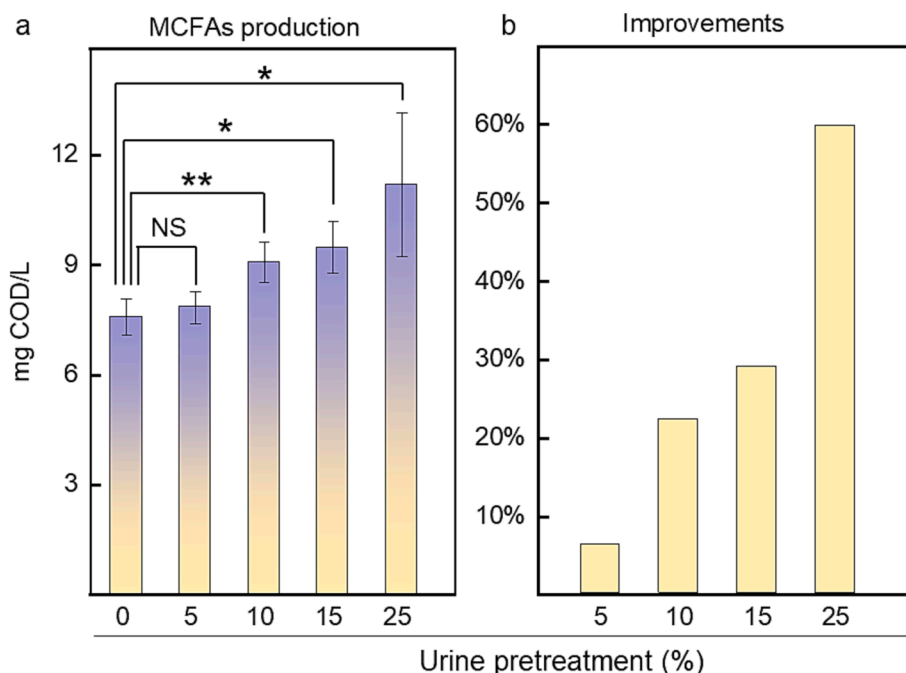 a
MCFAs production
mg COD/L
12
9
6
3
*
*
**
NS
0 5 10 15 25
b
Improvements
60%
50%
40%
30%
20%
10%
5 10 15 25
Urine pretreatment (%)